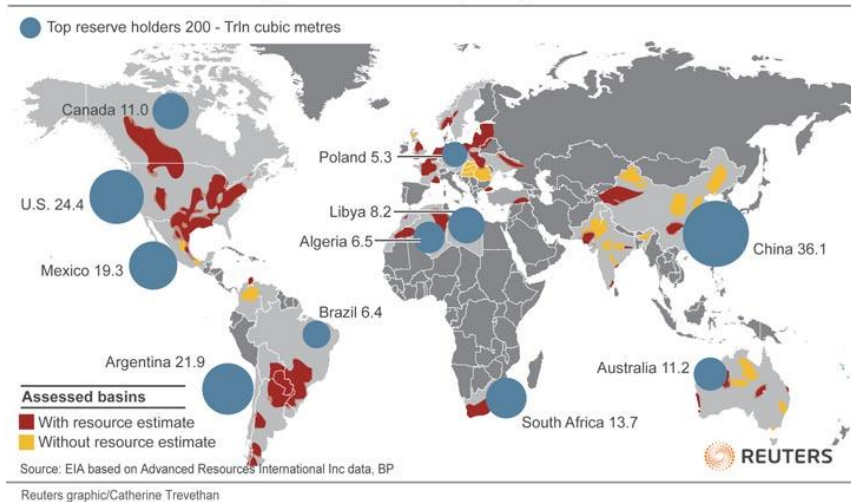 Top reserve holders 200 - Trln cubic metres
Canada 11.0
Poland 5.3
U.S. 24.4
Libya 8.2
Algeria 6.5
China 36.1
Mexico 19.3
Brazil 6.4
Argentina 21.9
Australia 11.2
South Africa 13.7
Assessed basins
With resource estimate
Without resource estimate
REUTERS
Source: EIA based on Advanced Resources International Inc data, BP
Reuters graphic/Catherine Trevethan